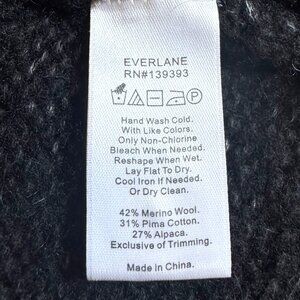 EVERLANE
RN#139393
P
Hand Wash Cold.
With Like Colors.
Only Non-Chlorine
Bleach When Needed.
Reshape When Wet.
Lay Flat To Dry.
Cool Iron If Needed.
Or Dry Clean.
42% Merino Wool.
31% Pima Cotton.
27% Alpaca.
Exclusive of Trimming.
Made in China.